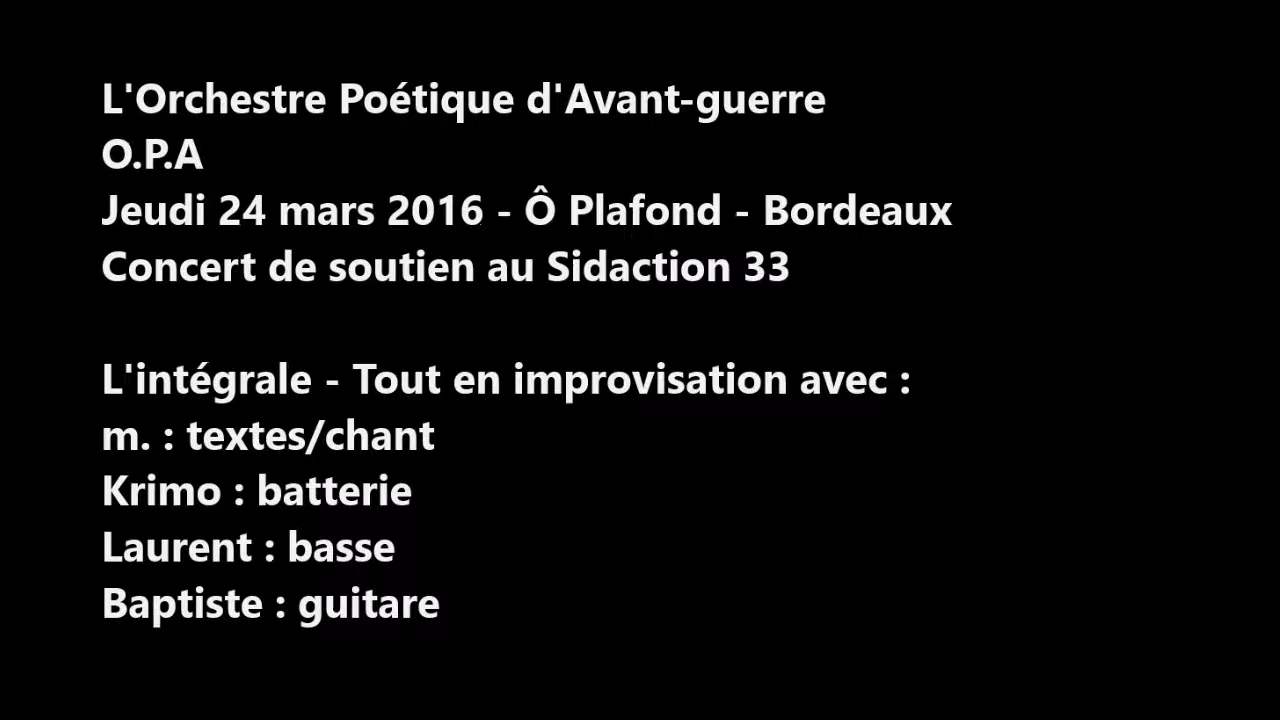 L'Orchestre Poétique d'Avant-guerre
O.P.A
Jeudi 24 mars 2016 - Ô Plafond - Bordeaux
Concert de soutien au Sidaction 33
L'intégrale - Tout en improvisation avec :
m. : textes/chant
Krimo : batterie
Laurent : basse
Baptiste : guitare